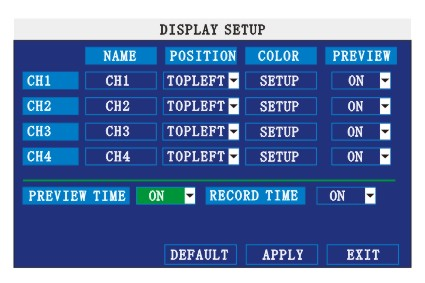 DISPLAY SETUP
NAME POSITION COLOR PREVIEW
CH1 CH1 TOPLEFT SETUP ON
CH2 CH2 TOPLEFT SETUP ON
CH3 CH3 TOPLEFT SETUP ON
CH4 CH4 TOPLEFT SETUP ON
PREVIEW TIME ON RECORD TIME ON
DEFAULT APPLY EXIT